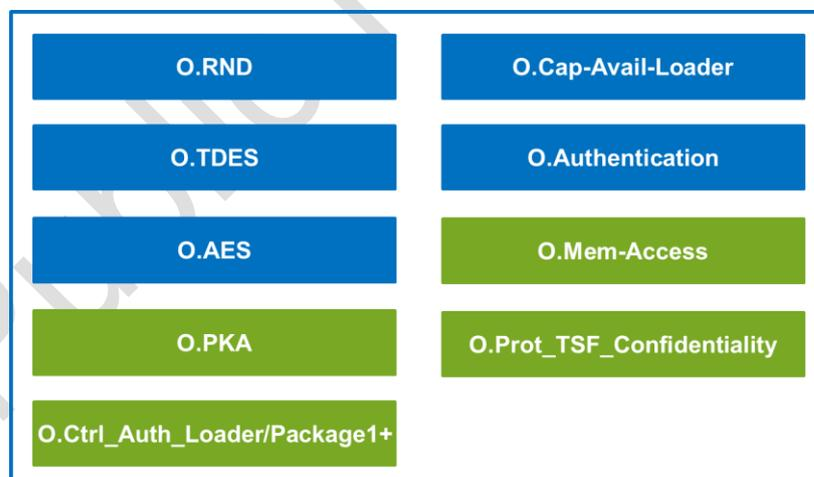 O.RND
O.Cap-Avail-Loader
O.TDES
O.Authentication
O.AES
O.Mem-Access
O.PKA
O.Prot_TSF_Confidentiality
O.Ctrl_Auth_Loader/Package1+